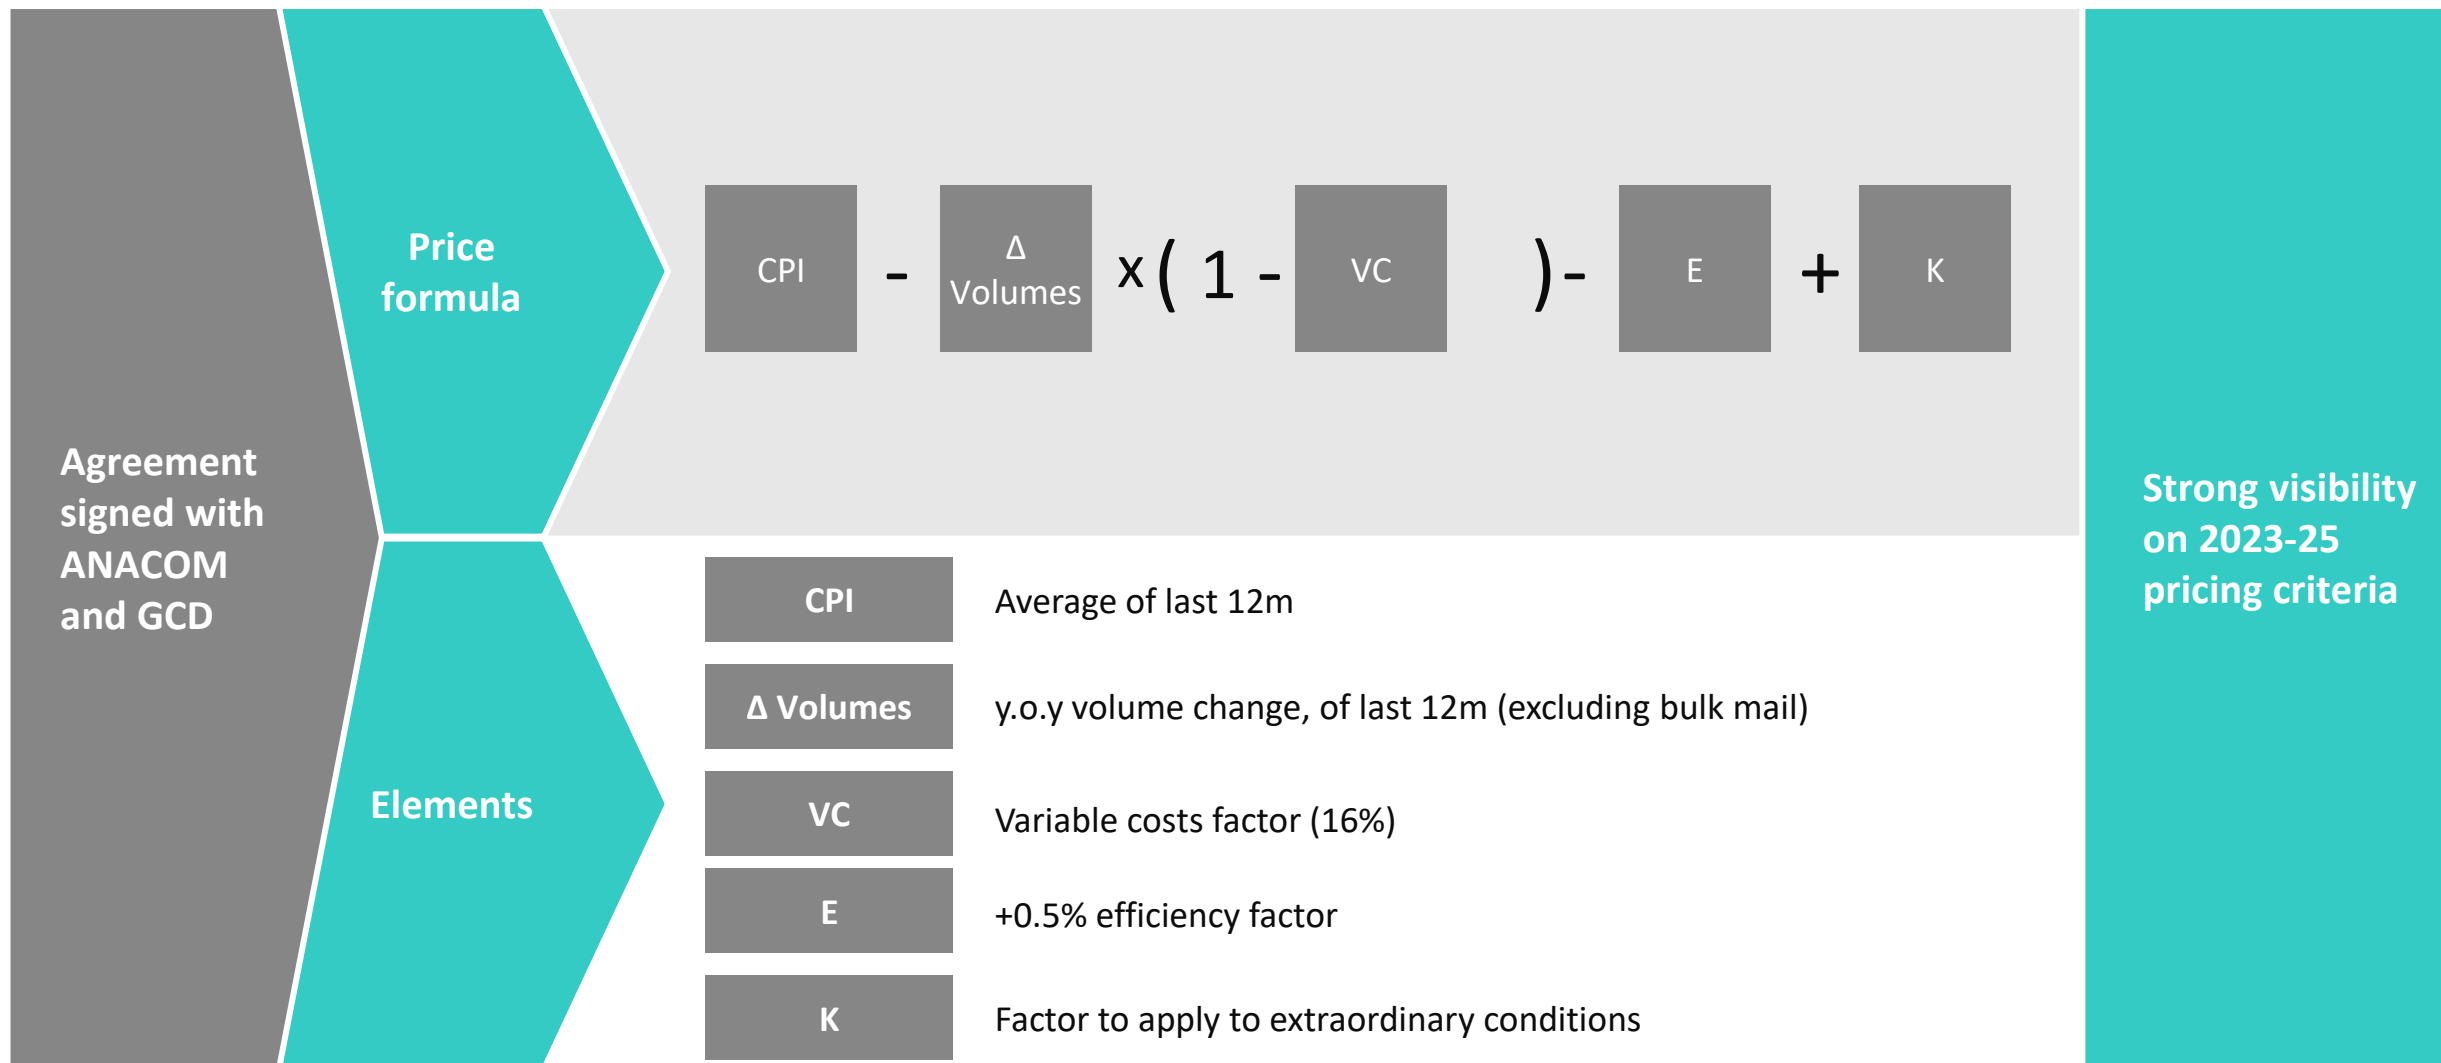 Agreement
signed with
ANACOM
and GCD
Price
formula
CPI - Δ Volumes x ( 1 - VC ) - E + K
Elements
CPI Average of last 12m
Δ Volumes y.o.y volume change, of last 12m (excluding bulk mail)
VC Variable costs factor (16%)
E +0.5% efficiency factor
K Factor to apply to extraordinary conditions
Strong visibility
on 2023-25
pricing criteria